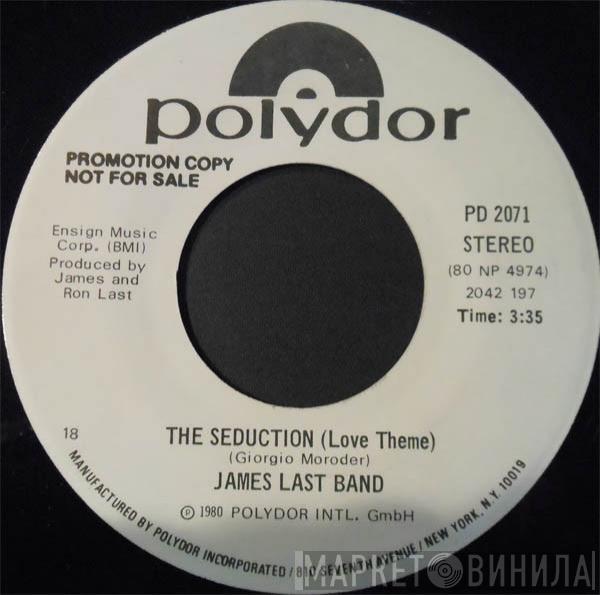 polydor
PROMOTION COPY
NOT FOR SALE
Ensign Music
Corp. (BMI)
Produced by
James and
Ron Last
PD 2071
STEREO
(80 NP 4974)
2042 197
Time: 3:35
18
THE SEDUCTION (Love Theme)
(Giorgio Moroder)
JAMES LAST BAND
℗ 1980 POLYDOR INTL. GmbH
MANUFACTURED BY POLYDOR INCORPORATED / 810 SEVENTH AVENUE / NEW YORK, N.Y. 10019
МАРКЕТ ВИНИЛА